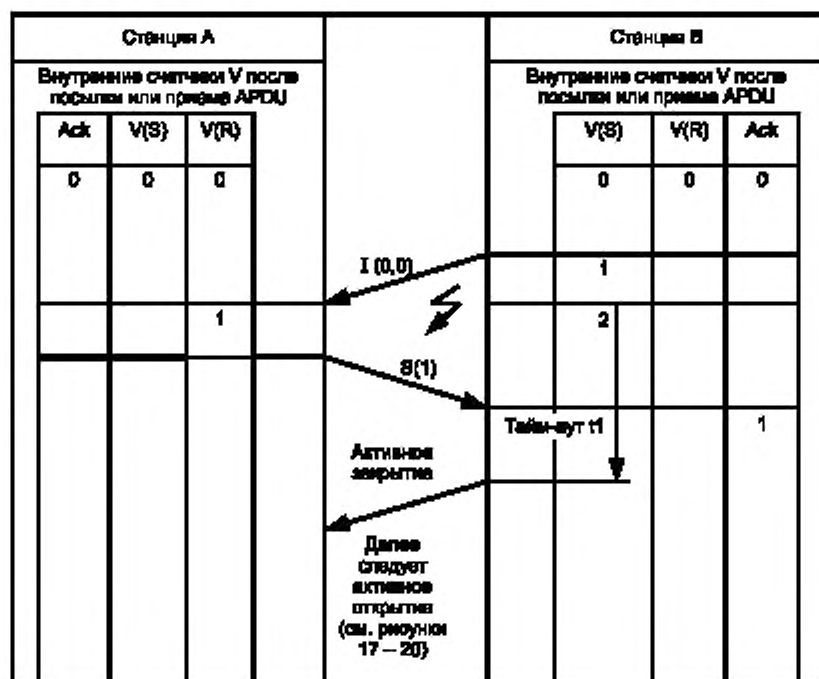 Станция A
Станция B
Внутренние счетчики V после
посылки или приема APDU
Внутренние счетчики V после
посылки или приема APDU
Ack V(S) V(R)
V(S) V(R) Ack
0 0 0
0 0 0
I (0,0)
1
1
2
S(1)
Тайм-аут t1
1
Активное
закрытие
Далее
следует
активное
открытие
(см. рисунки
17 – 20)